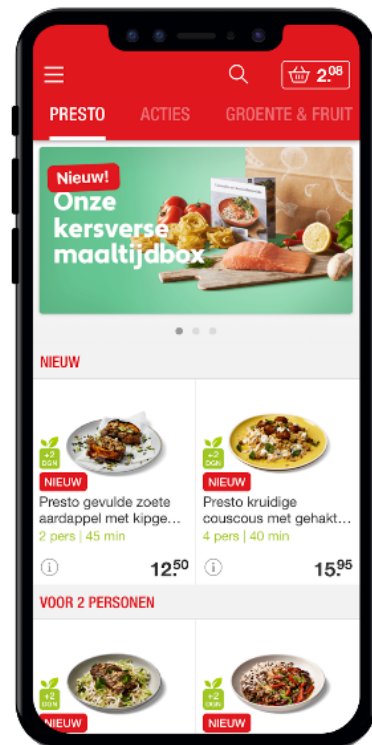 2.08
PRESTO ACTIES GROENTE & FRUIT
Nieuw!
Onze
kersverse
maaltijdbox
NIEUW
+2
DGN
NIEUW
Presto gevulde zoete
aardappel met kipge...
2 pers | 45 min
12.50
+2
DGN
NIEUW
Presto kruidige
couscous met gehakt...
4 pers | 40 min
15.95
VOOR 2 PERSONEN
+2
DGN
NIEUW
+2
DGN
NIEUW